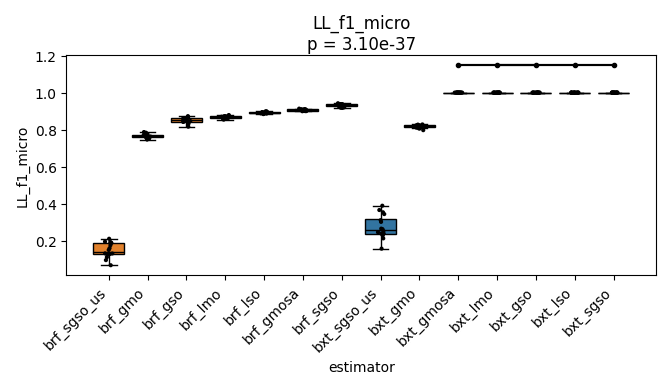 LL_f1_micro
p = 3.10e-37
LL_f1_micro
1.2
1.0
0.8
0.6
0.4
0.2
brf_sgso_us
brf_gmo
brf_gso
brf_lmo
brf_lso
brf_gmosa
brf_sgso
bxt_sgso_us
bxt_gmo
bxt_gmosa
bxt_lmo
bxt_gso
bxt_lso
bxt_sgso
estimator